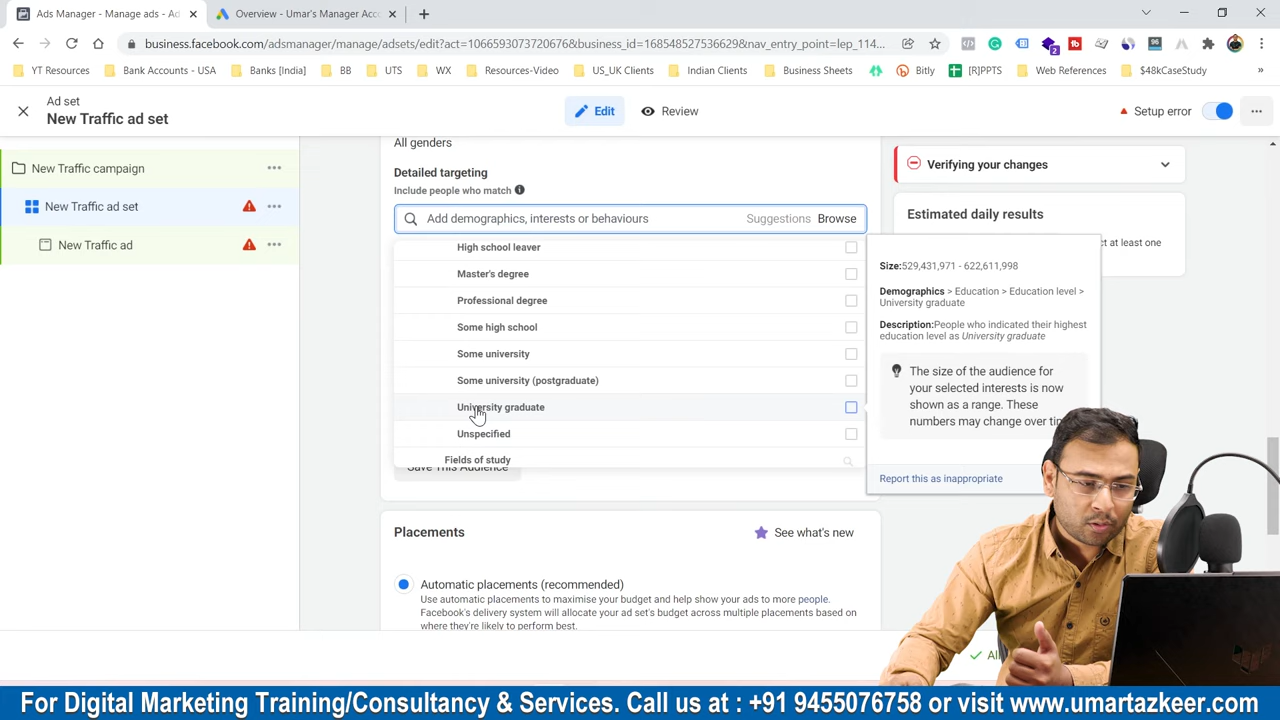 Ads Manager - Manage ads - Ad
Overview - Umar's Manager Acc
business.facebook.com/adsmanager/manage/adsets/edit?act=10665930732067 6&business_id=168548527536629&nav_entry_point=lep_114...
YT Resources
Bank Accounts - USA
Banks [India]
BB
UTS
WX
Resources-Video
US_UK Clients
Indian Clients
Business Sheets
Bitly
[R]PPTS
Web References
$48kCaseStudy
Ad set
New Traffic ad set
Edit
Review
Setup error
New Traffic campaign
New Traffic ad set
New Traffic ad
All genders
Detailed targeting
Include people who match
Add demographics, interests or behaviours
Suggestions
Browse
High school leaver
Master's degree
Professional degree
Some high school
Some university
Some university (postgraduate)
University graduate
Unspecified
Fields of study
Save This Audience
Verifying your changes
Estimated daily results
ct at least one
Size:529,431,971 - 622,611,998
Demographics > Education > Education level >
University graduate
Description:People who indicated their highest
education level as University graduate
The size of the audience for
your selected interests is now
shown as a range. These
numbers may change over tim
Report this as inappropriate
Placements
See what's new
Automatic placements (recommended)
Use automatic placements to maximise your budget and help show your ads to more people.
Facebook's delivery system will allocate your ad set's budget across multiple placements based on
where they're likely to perform best.
For Digital Marketing Training/Consultancy & Services. Call us at : +91 9455076758 or visit www.umartazkeer.com